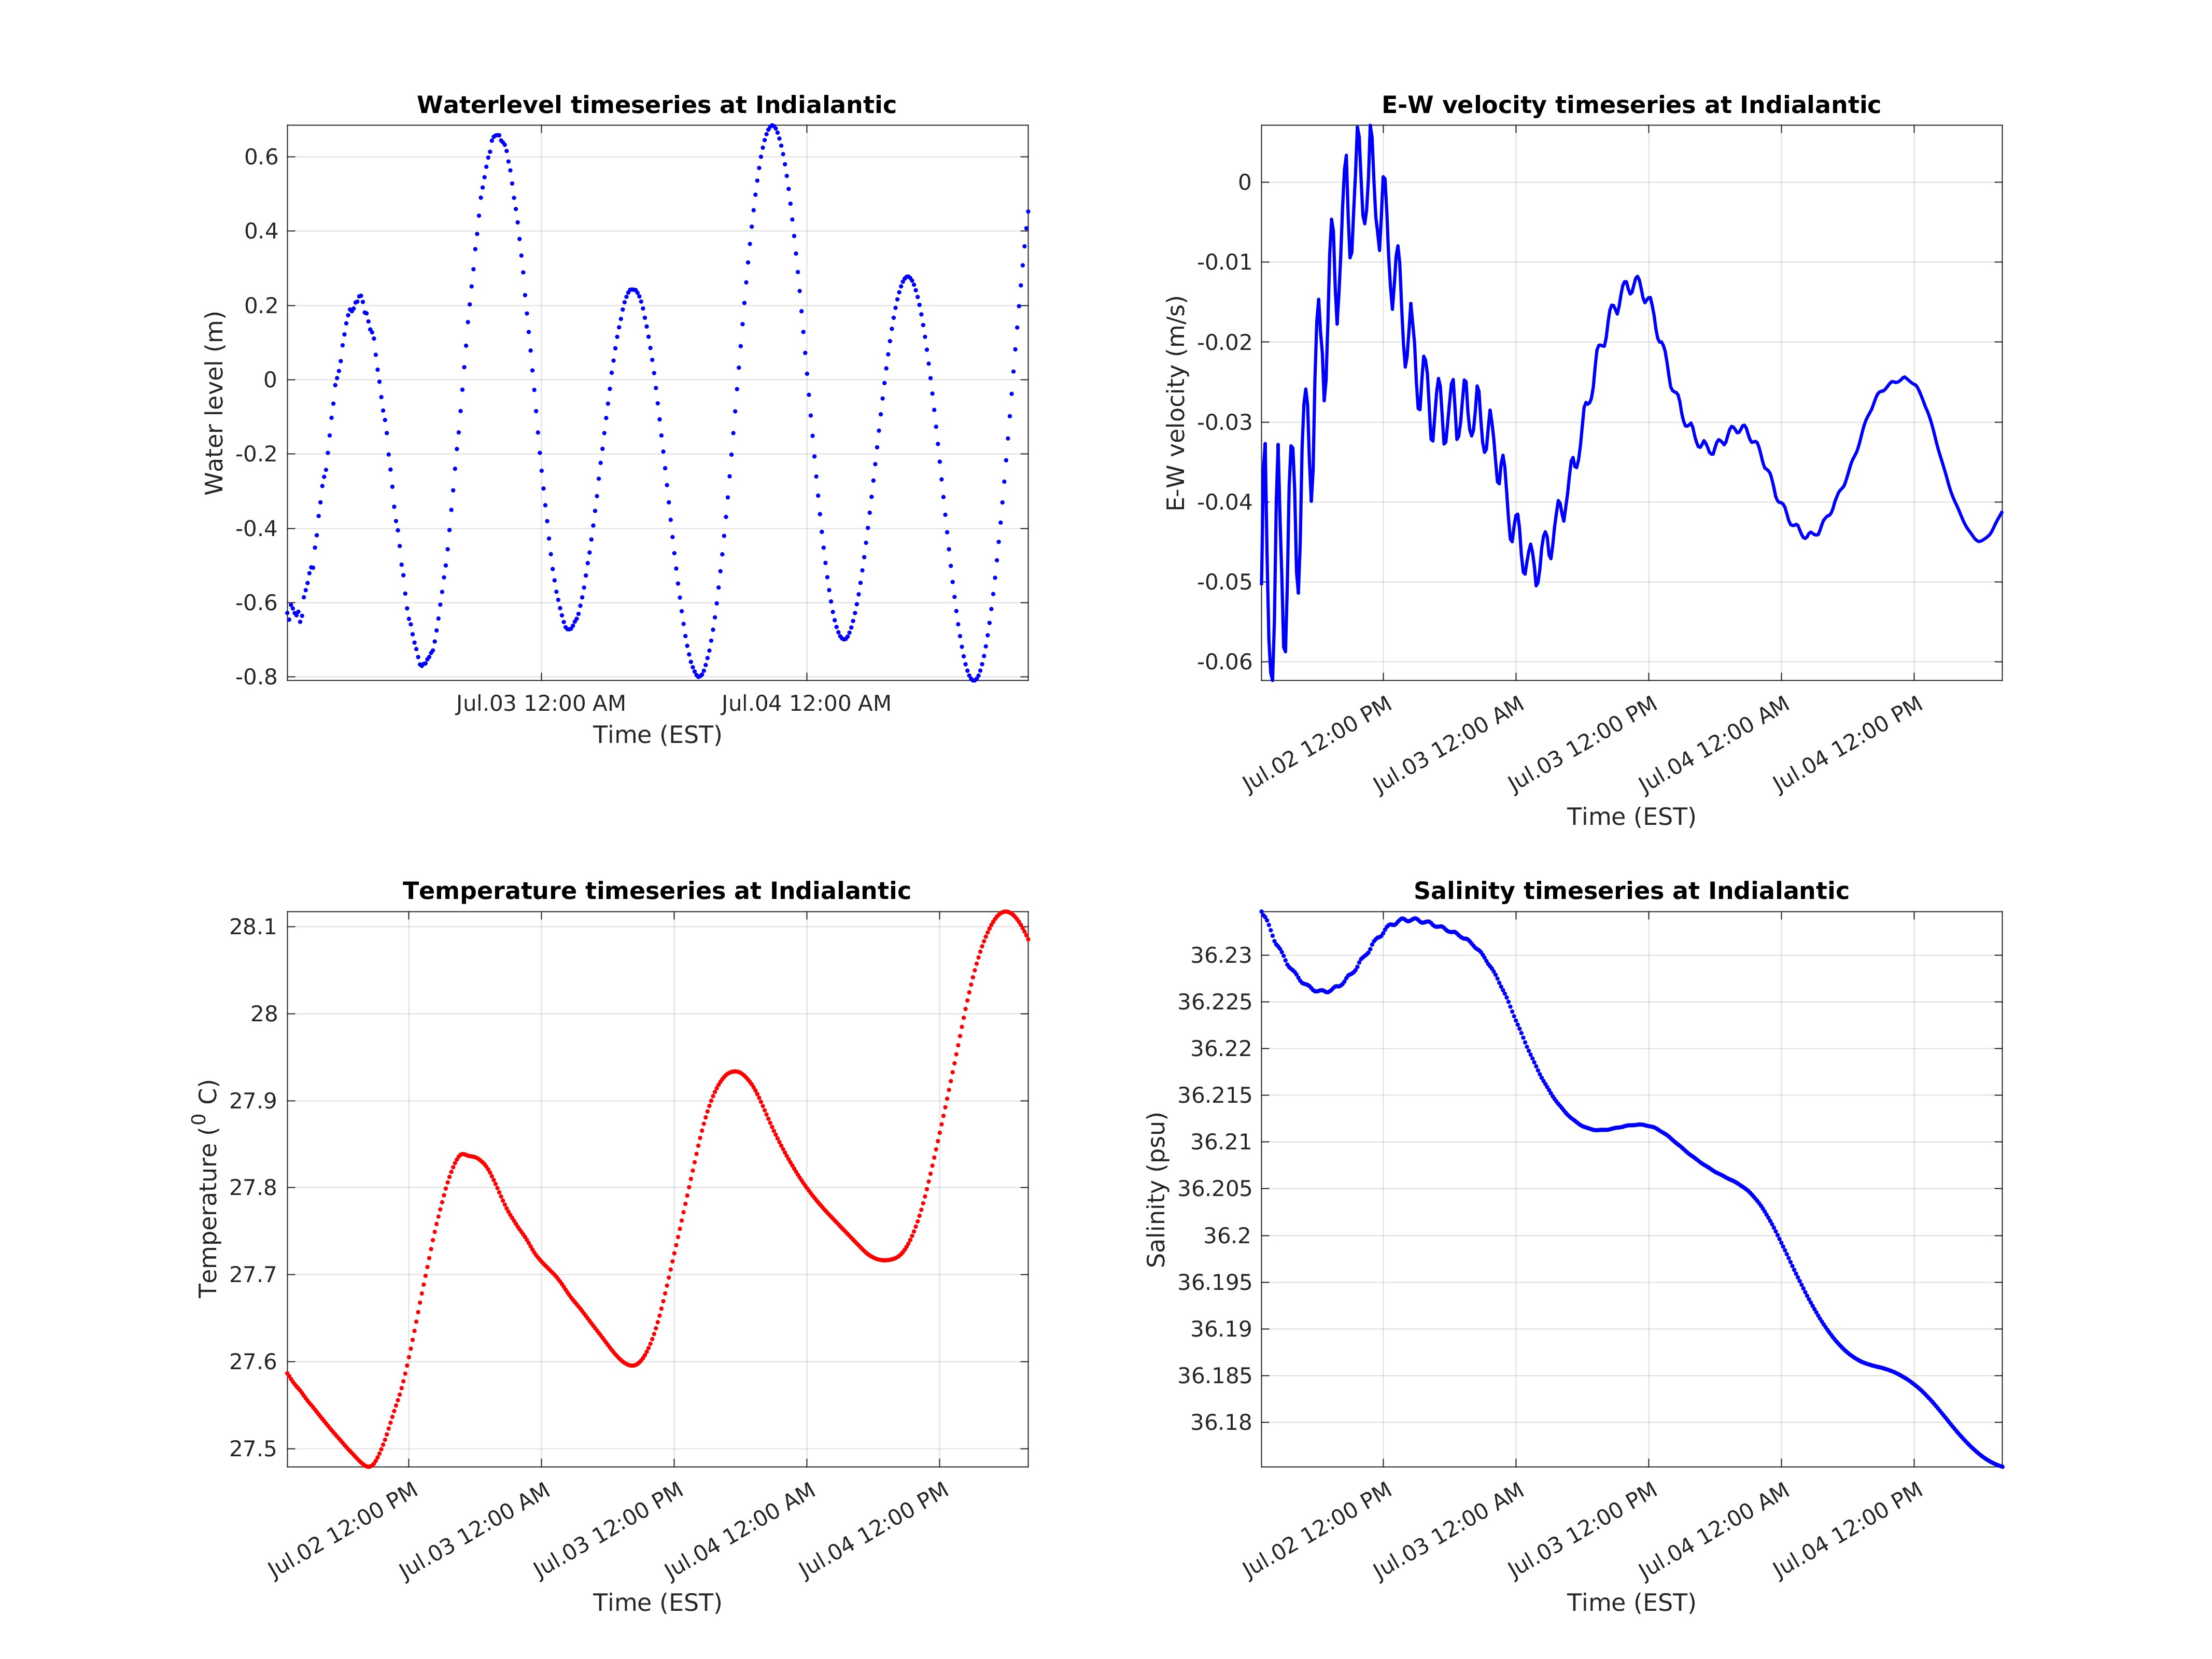 Waterlevel timeseries at Indialantic
0.6
0.4
0.2
0
-0.2
-0.4
-0.6
-0.8
Water level (m)
Jul.03 12:00 AM
Jul.04 12:00 AM
Time (EST)
E-W velocity timeseries at Indialantic
0
-0.01
-0.02
-0.03
-0.04
-0.05
-0.06
E-W velocity (m/s)
Jul.02 12:00 PM
Jul.03 12:00 AM
Jul.03 12:00 PM
Jul.04 12:00 AM
Jul.04 12:00 PM
Time (EST)
Temperature timeseries at Indialantic
28.1
28
27.9
27.8
27.7
27.6
27.5
Temperature (⁰ C)
Jul.02 12:00 PM
Jul.03 12:00 AM
Jul.03 12:00 PM
Jul.04 12:00 AM
Jul.04 12:00 PM
Time (EST)
Salinity timeseries at Indialantic
36.23
36.225
36.22
36.215
36.21
36.205
36.2
36.195
36.19
36.185
36.18
Salinity (psu)
Jul.02 12:00 PM
Jul.03 12:00 AM
Jul.03 12:00 PM
Jul.04 12:00 AM
Jul.04 12:00 PM
Time (EST)